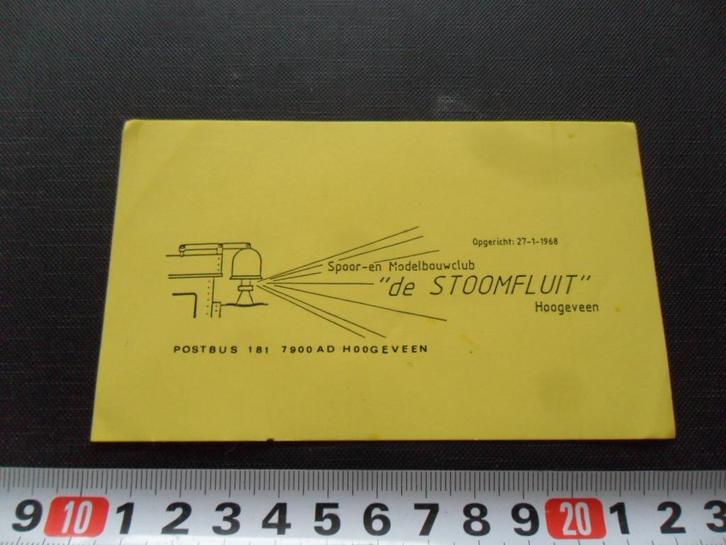 Opgericht: 27-1-1968
Spoor-en Modelbouwclub
"de STOOMFLUIT"
Hoogeveen
POSTBUS 181 7900 AD HOOGEVEEN
9 10 1 2 3 4 5 6 7 8 9 20 1 2 3